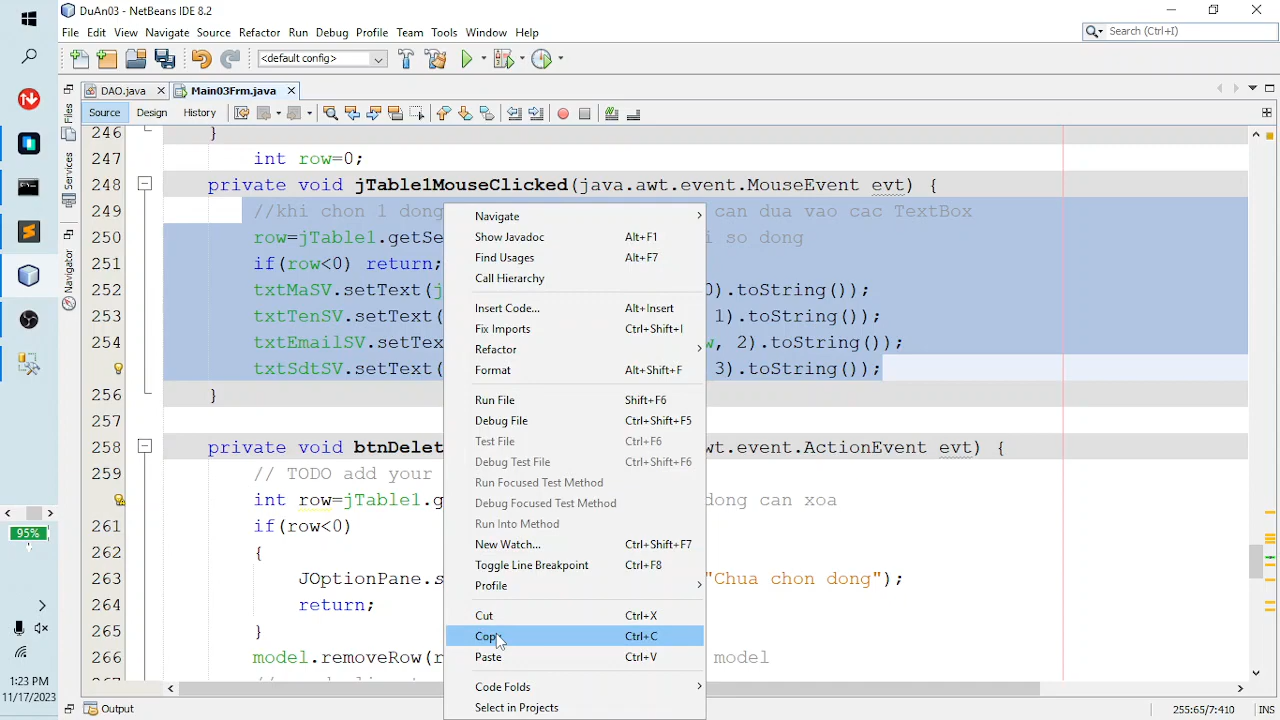 DuAn03 - NetBeans IDE 8.2
File Edit View Navigate Source Refactor Run Debug Profile Team Tools Window Help
Search (Ctrl+I)
<default config>
DAO.java Main03Frm.java
Source Design History
Files
Services
Navigator
246 }
247 int row=0;
248 private void jTable1MouseClicked(java.awt.event.MouseEvent evt) {
249 //khi chon 1 dong can dua vao cac TextBox
250 row=jTable1.getSe i so dong
251 if(row<0) return;
252 txtMaSV.setText(j 0).toString());
253 txtTenSV.setText( 1).toString());
254 txtEmailSV.setTex w, 2).toString());
txtSdtSV.setText( 3).toString());
256 }
257
258 private void btnDelet wt.event.ActionEvent evt) {
259 // TODO add your
int row=jTable1.g dong can xoa
261 if(row<0)
262 {
263 JOptionPane.s "Chua chon dong");
264 return;
265 }
266 model.removeRow(r model
Navigate
Show Javadoc Alt+F1
Find Usages Alt+F7
Call Hierarchy
Insert Code... Alt+Insert
Fix Imports Ctrl+Shift+I
Refactor
Format Alt+Shift+F
Run File Shift+F6
Debug File Ctrl+Shift+F5
Test File Ctrl+F6
Debug Test File Ctrl+Shift+F6
Run Focused Test Method
Debug Focused Test Method
Run Into Method
New Watch... Ctrl+Shift+F7
Toggle Line Breakpoint Ctrl+F8
Profile
Cut Ctrl+X
Copy Ctrl+C
Paste Ctrl+V
Code Folds
Select in Projects
95%
1:23 PM
11/17/2023
Output
255:65/7:410 INS